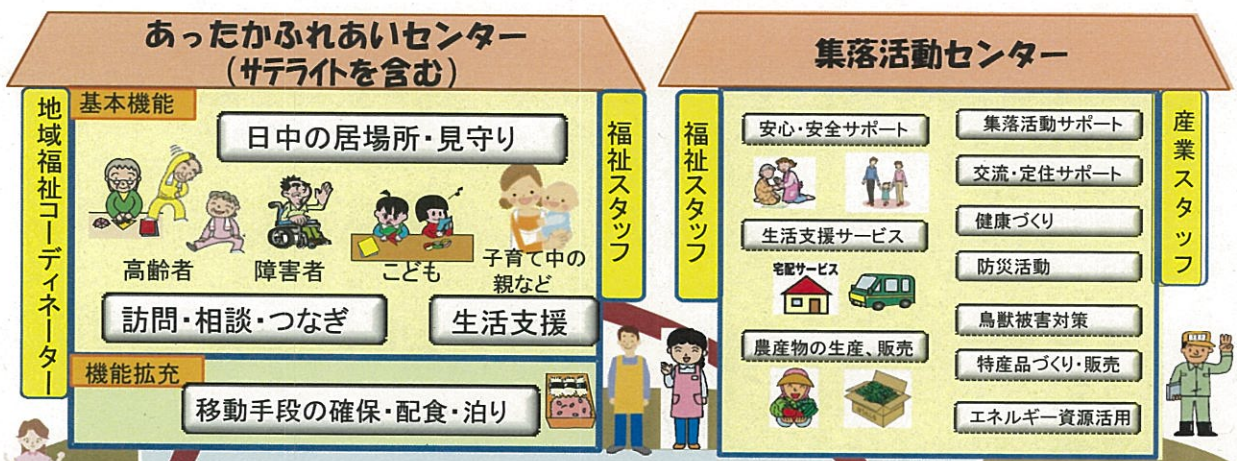 あったかふれあいセンター
（サテライトを含む）
地域福祉コーディネーター
基本機能
日中の居場所・見守り
高齢者
障害者
こども
子育て中の
親など
訪問・相談・つなぎ
生活支援
機能拡充
移動手段の確保・配食・泊り
福祉スタッフ
集落活動センター
福祉スタッフ
安心・安全サポート
生活支援サービス
宅配サービス
農産物の生産、販売
集落活動サポート
交流・定住サポート
健康づくり
防災活動
鳥獣被害対策
特産品づくり・販売
エネルギー資源活用
産業スタッフ